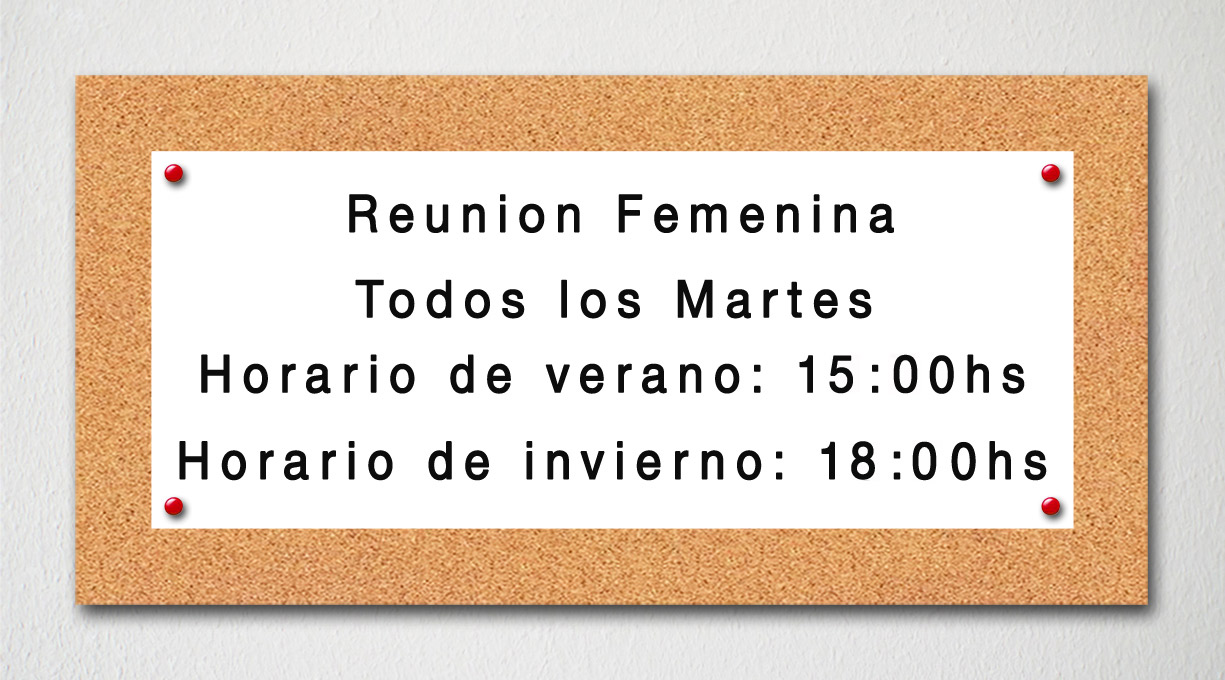 Reunion Femenina
Todos los Martes
Horario de verano: 15:00hs
Horario de invierno: 18:00hs